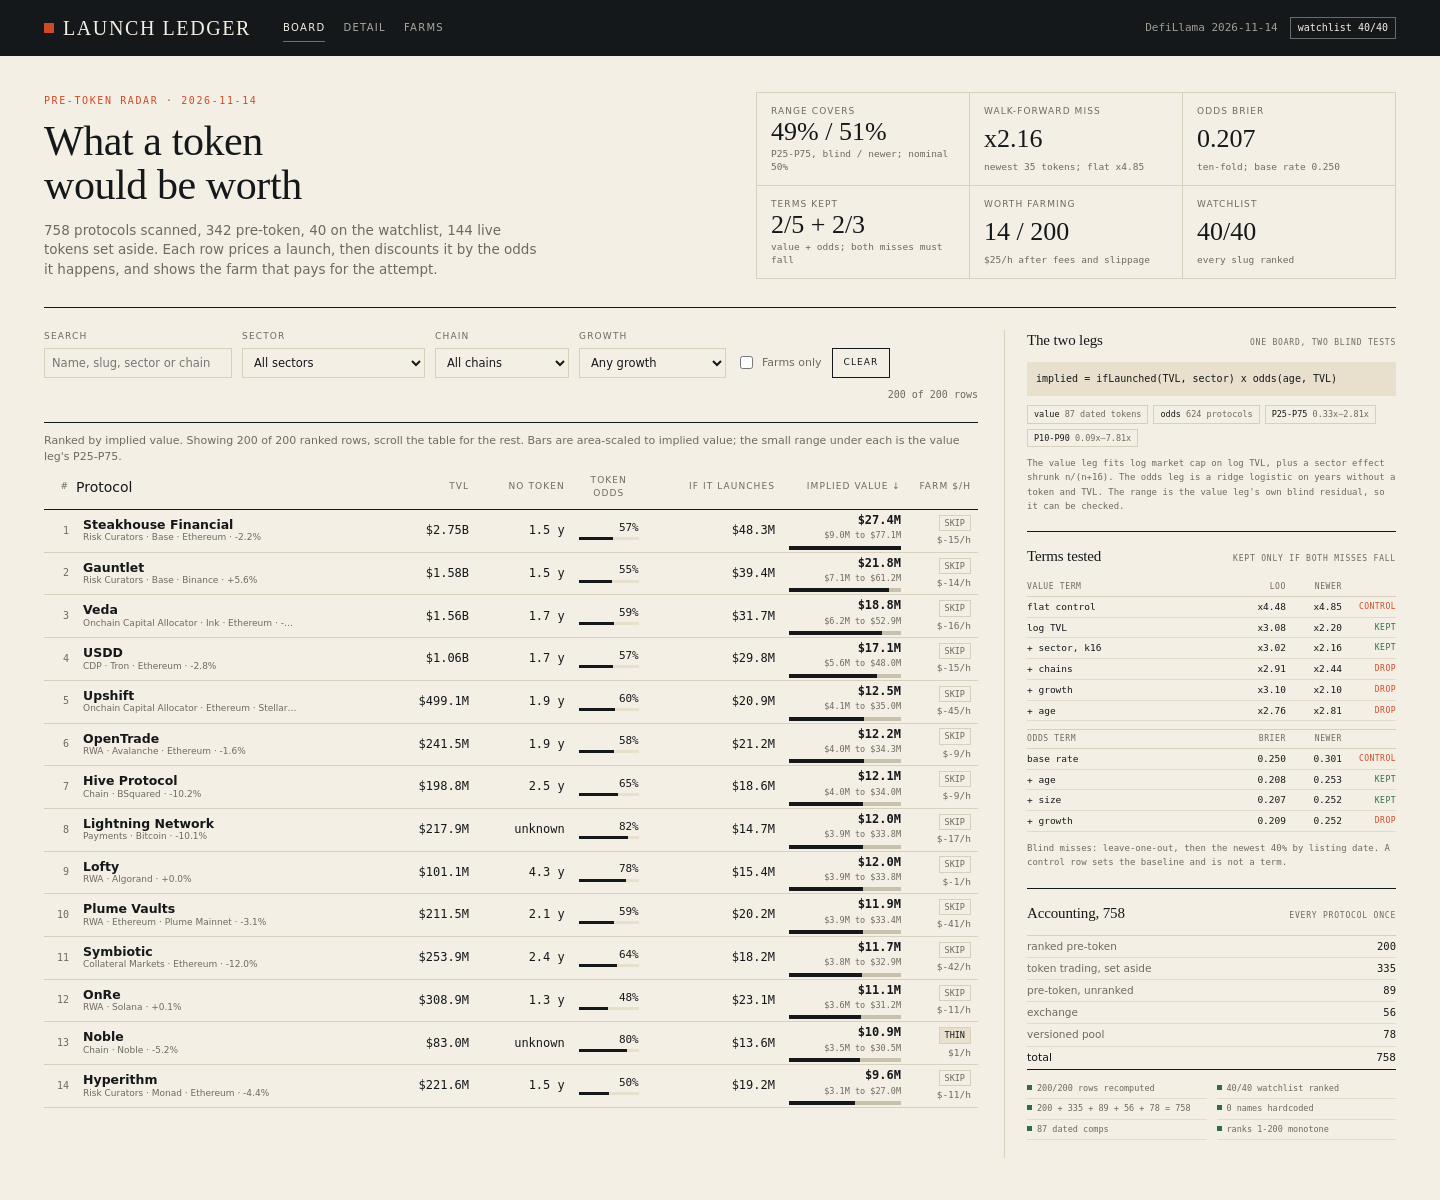 LAUNCH LEDGER
BOARD DETAIL FARMS
DefiLlama 2026-11-14 watchlist 40/40
PRE-TOKEN RADAR · 2026-11-14
What a token
would be worth
758 protocols scanned, 342 pre-token, 40 on the watchlist, 144 live
tokens set aside. Each row prices a launch, then discounts it by the odds
it happens, and shows the farm that pays for the attempt.
RANGE COVERS
49% / 51%
P25-P75, blind / newer; nominal
50%
WALK-FORWARD MISS
x2.16
newest 35 tokens; flat x4.85
ODDS BRIER
0.207
ten-fold; base rate 0.250
TERMS KEPT
2/5 + 2/3
value + odds; both misses must
fall
WORTH FARMING
14 / 200
$25/h after fees and slippage
WATCHLIST
40/40
every slug ranked
SEARCH SECTOR CHAIN GROWTH
Name, slug, sector or chain All sectors All chains Any growth Farms only CLEAR
200 of 200 rows
Ranked by implied value. Showing 200 of 200 ranked rows, scroll the table for the rest. Bars are area-scaled to implied value; the small range under each is the value
leg's P25-P75.
# Protocol TVL NO TOKEN TOKEN ODDS IF IT LAUNCHES IMPLIED VALUE ↓ FARM $/H
1 Steakhouse Financial $2.75B 1.5 y 57% $48.3M $27.4M SKIP
Risk Curators · Base · Ethereum · -2.2% $9.0M to $77.1M $-15/h
2 Gauntlet $1.58B 1.5 y 55% $39.4M $21.8M SKIP
Risk Curators · Base · Binance · +5.6% $7.1M to $61.2M $-14/h
3 Veda $1.56B 1.7 y 59% $31.7M $18.8M SKIP
Onchain Capital Allocator · Ink · Ethereum · -… $6.2M to $52.9M $-16/h
4 USDD $1.06B 1.7 y 57% $29.8M $17.1M SKIP
CDP · Tron · Ethereum · -2.8% $5.6M to $48.0M $-15/h
5 Upshift $499.1M 1.9 y 60% $20.9M $12.5M SKIP
Onchain Capital Allocator · Ethereum · Stellar… $4.1M to $35.0M $-45/h
6 OpenTrade $241.5M 1.9 y 58% $21.2M $12.2M SKIP
RWA · Avalanche · Ethereum · -1.6% $4.0M to $34.3M $-9/h
7 Hive Protocol $198.8M 2.5 y 65% $18.6M $12.1M SKIP
Chain · BSquared · -10.2% $4.0M to $34.0M $-9/h
8 Lightning Network $217.9M unknown 82% $14.7M $12.0M SKIP
Payments · Bitcoin · -10.1% $3.9M to $33.8M $-17/h
9 Lofty $101.1M 4.3 y 78% $15.4M $12.0M SKIP
RWA · Algorand · +0.0% $3.9M to $33.8M $-1/h
10 Plume Vaults $211.5M 2.1 y 59% $20.2M $11.9M SKIP
RWA · Ethereum · Plume Mainnet · -3.1% $3.9M to $33.4M $-41/h
11 Symbiotic $253.9M 2.4 y 64% $18.2M $11.7M SKIP
Collateral Markets · Ethereum · -12.0% $3.8M to $32.9M $-42/h
12 OnRe $308.9M 1.3 y 48% $23.1M $11.1M SKIP
RWA · Solana · +0.1% $3.6M to $31.2M $-11/h
13 Noble $83.0M unknown 80% $13.6M $10.9M THIN
Chain · Noble · -5.2% $3.5M to $30.5M $1/h
14 Hyperithm $221.6M 1.5 y 50% $19.2M $9.6M SKIP
Risk Curators · Monad · Ethereum · -4.4% $3.1M to $27.0M $-11/h
The two legs ONE BOARD, TWO BLIND TESTS
implied = ifLaunched(TVL, sector) x odds(age, TVL)
value 87 dated tokens odds 624 protocols P25-P75 0.33x–2.81x
P10-P90 0.09x–7.81x
The value leg fits log market cap on log TVL, plus a sector effect
shrunk n/(n+16). The odds leg is a ridge logistic on years without a
token and TVL. The range is the value leg's own blind residual, so
it can be checked.
Terms tested KEPT ONLY IF BOTH MISSES FALL
VALUE TERM LOO NEWER
flat control x4.48 x4.85 CONTROL
log TVL x3.08 x2.20 KEPT
+ sector, k16 x3.02 x2.16 KEPT
+ chains x2.91 x2.44 DROP
+ growth x3.10 x2.10 DROP
+ age x2.76 x2.81 DROP
ODDS TERM BRIER NEWER
base rate 0.250 0.301 CONTROL
+ age 0.208 0.253 KEPT
+ size 0.207 0.252 KEPT
+ growth 0.209 0.252 DROP
Blind misses: leave-one-out, then the newest 40% by listing date. A
control row sets the baseline and is not a term.
Accounting, 758 EVERY PROTOCOL ONCE
ranked pre-token 200
token trading, set aside 335
pre-token, unranked 89
exchange 56
versioned pool 78
total 758
200/200 rows recomputed 40/40 watchlist ranked
200 + 335 + 89 + 56 + 78 = 758 0 names hardcoded
87 dated comps ranks 1-200 monotone